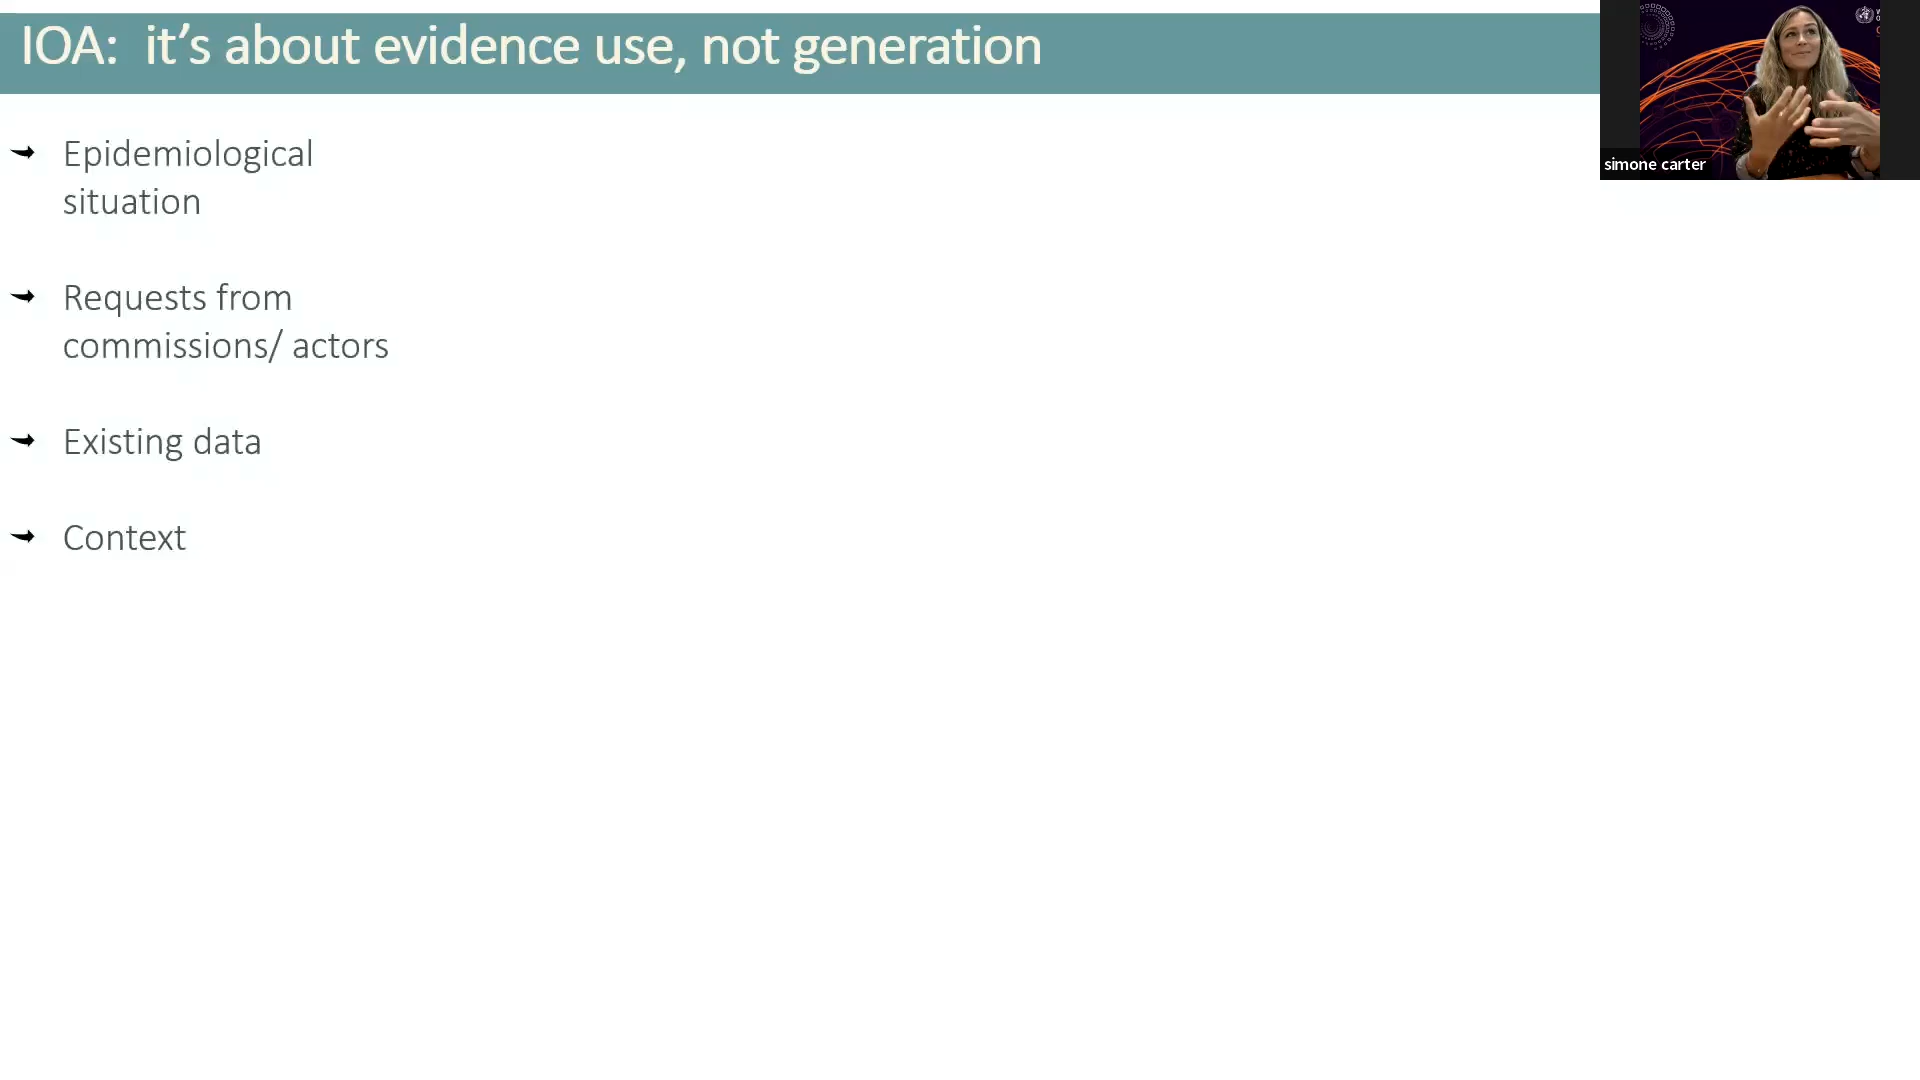 IOA: it’s about evidence use, not generation
simone carter
Epidemiological
situation
Requests from
commissions/ actors
Existing data
Context